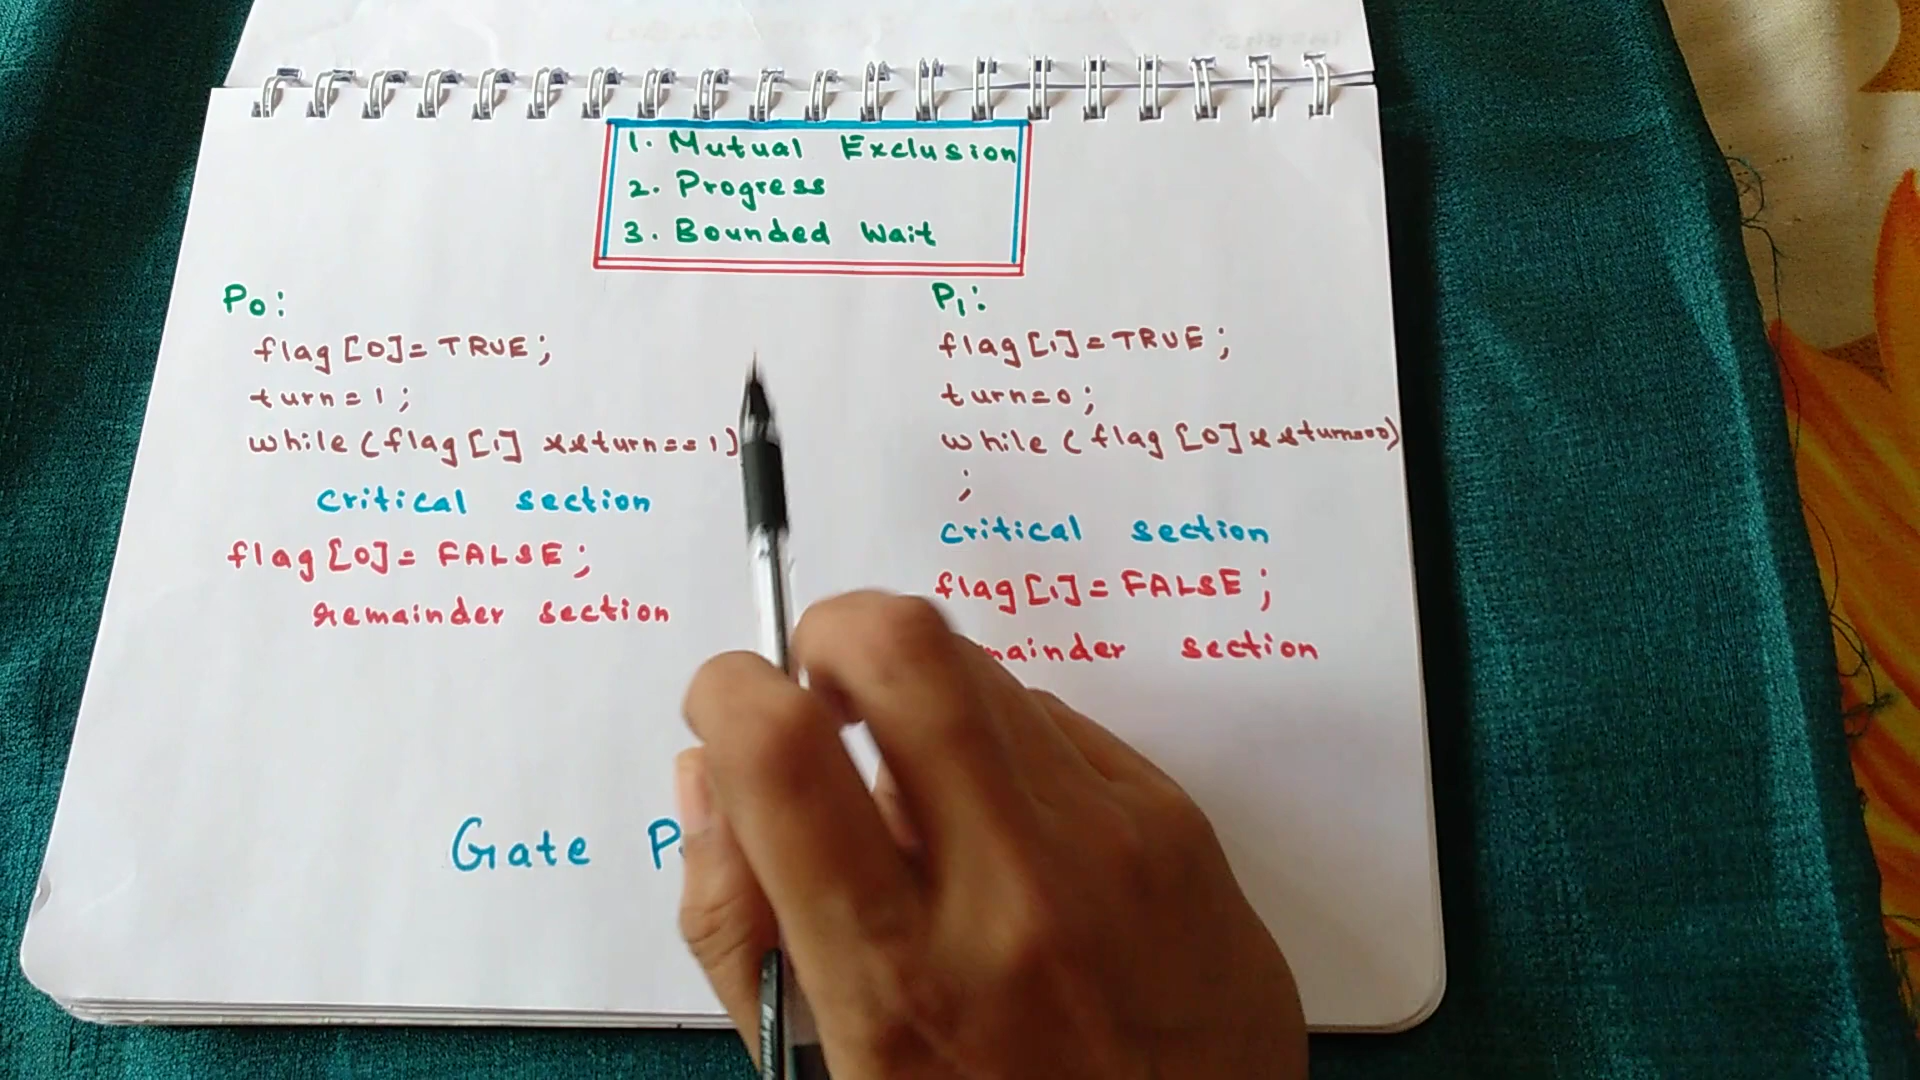 1. Mutual Exclusion
2. Progress
3. Bounded Wait
P0:
flag [0] = TRUE;
turn = 1;
while (flag [1] && turn == 1)
critical section
flag [0] = FALSE;
remainder section
P1:
flag [1] = TRUE;
turn = 0;
while (flag [0] && turn == 0)
;
critical section
flag [1] = FALSE;
section
Gate